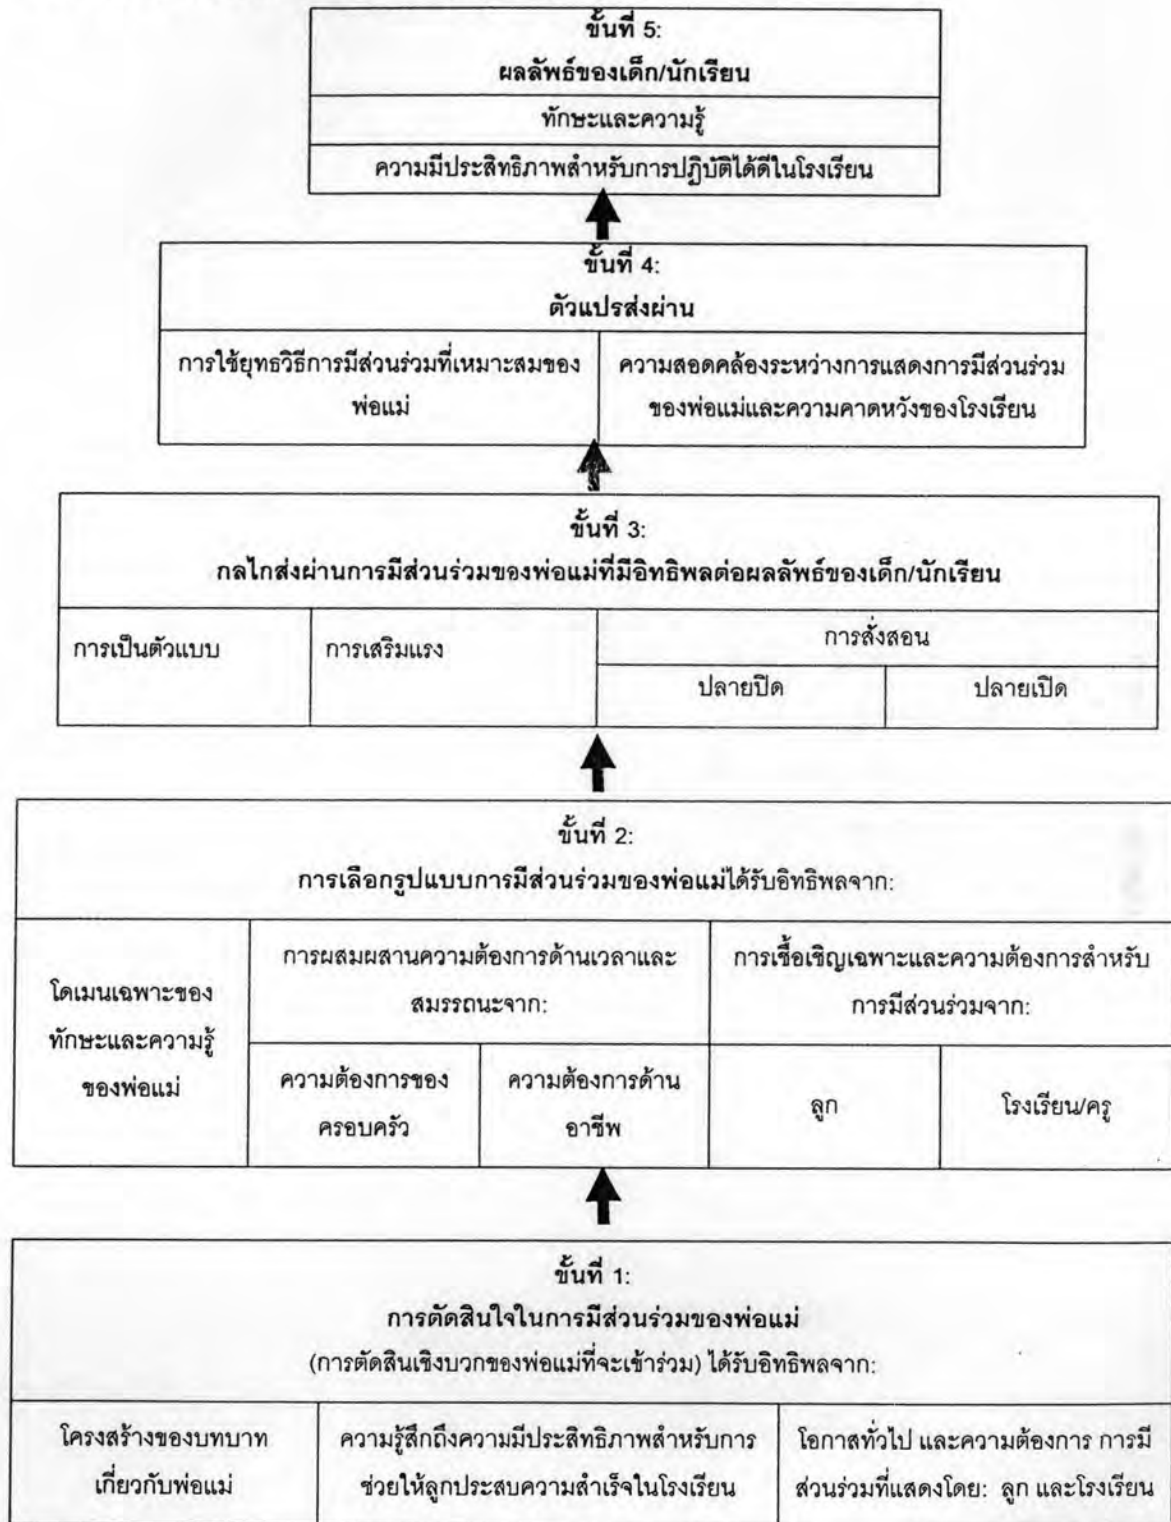 ขั้นที่ 5:
ผลลัพธ์ของเด็ก/นักเรียน
ทักษะและความรู้
ความมีประสิทธิภาพสำหรับการปฏิบัติได้ดีในโรงเรียน
ขั้นที่ 4:
ตัวแปรส่งผ่าน
การใช้ยุทธวิธีการมีส่วนร่วมที่เหมาะสมของ
พ่อแม่
ความสอดคล้องระหว่างการแสดงการมีส่วนร่วม
ของพ่อแม่และความคาดหวังของโรงเรียน
ขั้นที่ 3:
กลไกส่งผ่านการมีส่วนร่วมของพ่อแม่ที่มีอิทธิพลต่อผลลัพธ์ของเด็ก/นักเรียน
การเป็นตัวแบบ
การเสริมแรง
การสั่งสอน
ปลายปิด
ปลายเปิด
ขั้นที่ 2:
การเลือกรูปแบบการมีส่วนร่วมของพ่อแม่ได้รับอิทธิพลจาก:
โดเมนเฉพาะของ
ทักษะและความรู้
ของพ่อแม่
การผสมผสานความต้องการด้านเวลาและ
สมรรถนะจาก:
ความต้องการของ
ครอบครัว
ความต้องการด้าน
อาชีพ
การเชื้อเชิญเฉพาะและความต้องการสำหรับ
การมีส่วนร่วมจาก:
ลูก
โรงเรียน/ครู
ขั้นที่ 1:
การตัดสินใจในการมีส่วนร่วมของพ่อแม่
(การตัดสินเชิงบวกของพ่อแม่ที่จะเข้าร่วม) ได้รับอิทธิพลจาก:
โครงสร้างของบทบาท
เกี่ยวกับพ่อแม่
ความรู้สึกถึงความมีประสิทธิภาพสำหรับการ
ช่วยให้ลูกประสบความสำเร็จในโรงเรียน
โอกาสทั่วไป และความต้องการ การมี
ส่วนร่วมที่แสดงโดย: ลูก และโรงเรียน